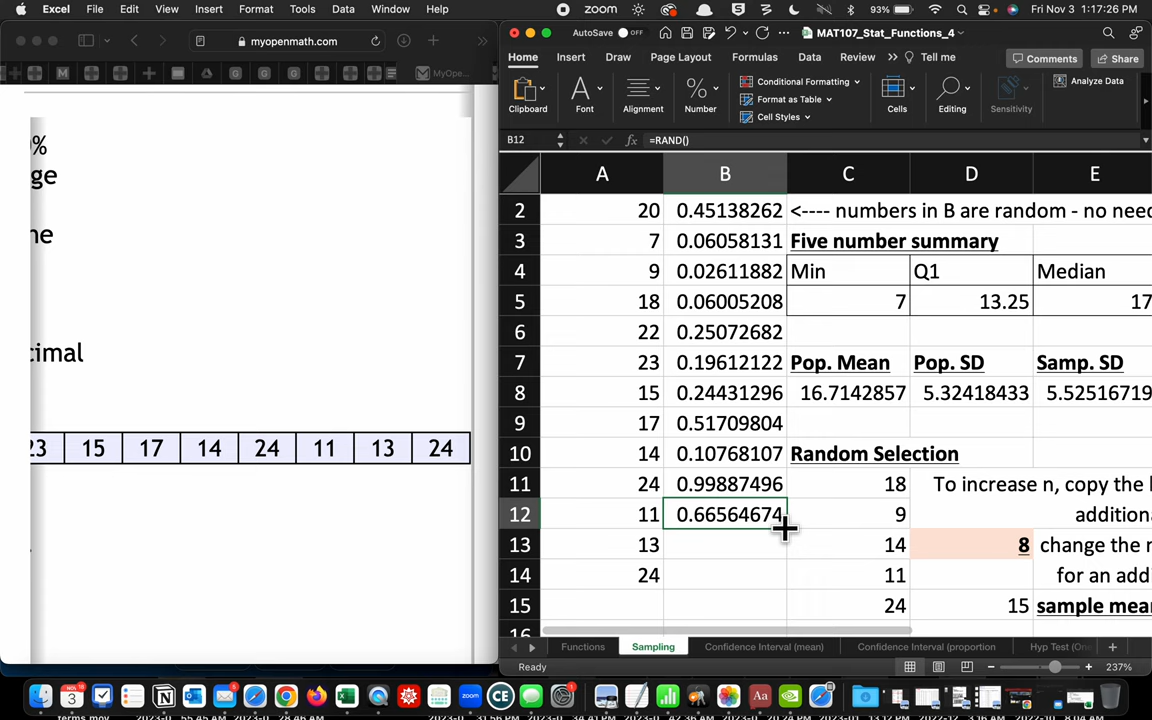 Excel File Edit View Insert Format Tools Data Window Help zoom 93% Fri Nov 3 1:17:26 PM
myopenmath.com
M G G G MyOpe...
0%
ge
ne
cimal
23 15 17 14 24 11 13 24
AutoSave OFF MAT107_Stat_Functions_4
Home Insert Draw Page Layout Formulas Data Review Tell me Comments Share
Clipboard Font Alignment Number Conditional Formatting Format as Table Cell Styles Cells Editing Sensitivity Analyze Data
B12 fx =RAND()
A B C D E
2 20 0.45138262 <---- numbers in B are random - no need
3 7 0.06058131 Five number summary
4 9 0.02611882 Min Q1 Median
5 18 0.06005208 7 13.25 17
6 22 0.25072682
7 23 0.19612122 Pop. Mean Pop. SD Samp. SD
8 15 0.24431296 16.7142857 5.32418433 5.52516719
9 17 0.51709804
10 14 0.10768107 Random Selection
11 24 0.99887496 18 To increase n, copy the
12 11 0.66564674 9 additiona
13 13 14 8 change the n
14 24 11 for an addi
15 24 15 sample mea
16
Functions Sampling Confidence Interval (mean) Confidence Interval (proportion Hyp Test (On
Ready 237%
zoom CE Aa